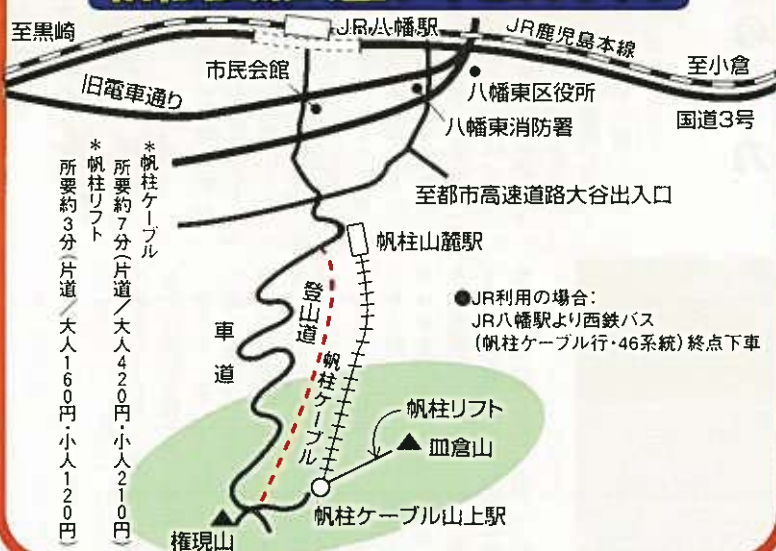 至黒崎
JR八幡駅
JR鹿児島本線
至小倉
市民会館
旧電車通り
八幡東区役所
八幡東消防署
国道3号
至都市高速道路大谷出入口
*帆柱ケーブル
所要約7分(片道/大人420円・小人210円)
*帆柱リフト
所要約3分(片道/大人160円・小人120円)
帆柱山麓駅
登山道
車道
帆柱ケーブル
●JR利用の場合:
JR八幡駅より西鉄バス
(帆柱ケーブル行・46系統)終点下車
帆柱リフト
皿倉山
帆柱ケーブル山上駅
権現山